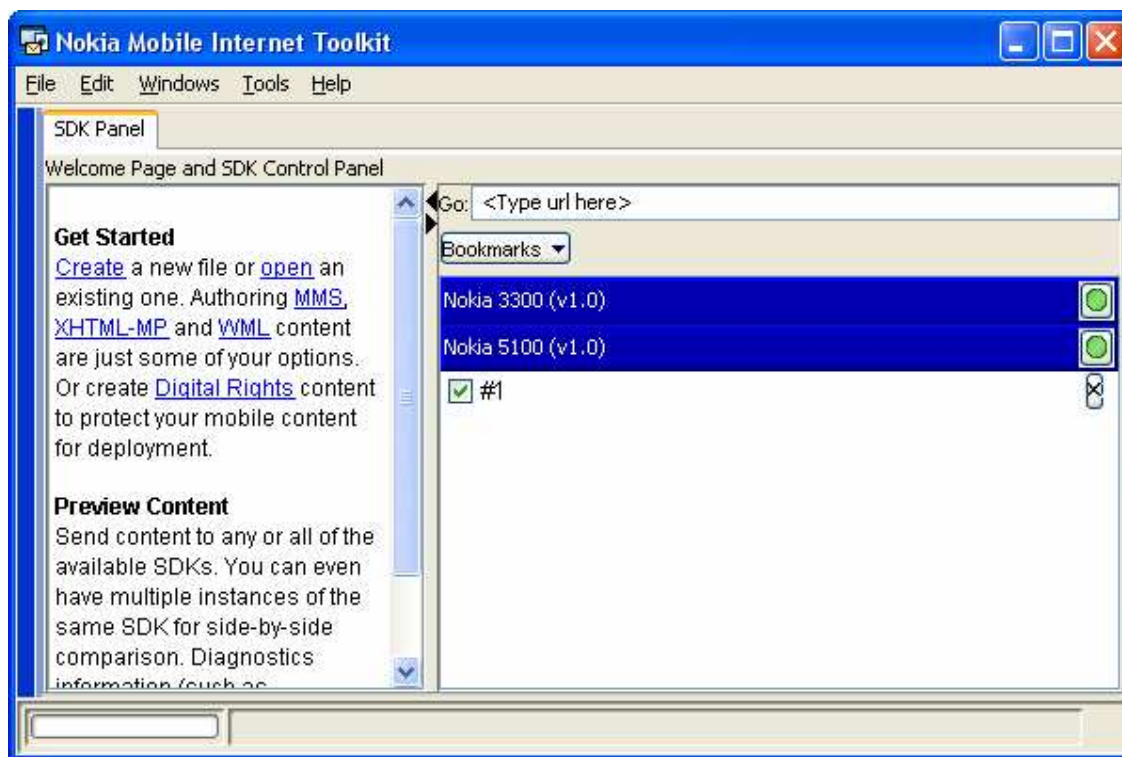 Nokia Mobile Internet Toolkit
File Edit Windows Tools Help
SDK Panel
Welcome Page and SDK Control Panel
Get Started
Create a new file or open an
existing one. Authoring MMS,
XHTML-MP and WML content
are just some of your options.
Or create Digital Rights content
to protect your mobile content
for deployment.
Preview Content
Send content to any or all of the
available SDKs. You can even
have multiple instances of the
same SDK for side-by-side
comparison. Diagnostics
information (such as
Go: <Type url here>
Bookmarks
Nokia 3300 (v1.0)
Nokia 5100 (v1.0)
#1